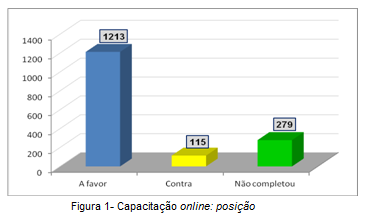 1213
1400
1200
1000
800
600
400
200
0
115
279
A favor
Contra
Não completou
Figura 1- Capacitação online: posição